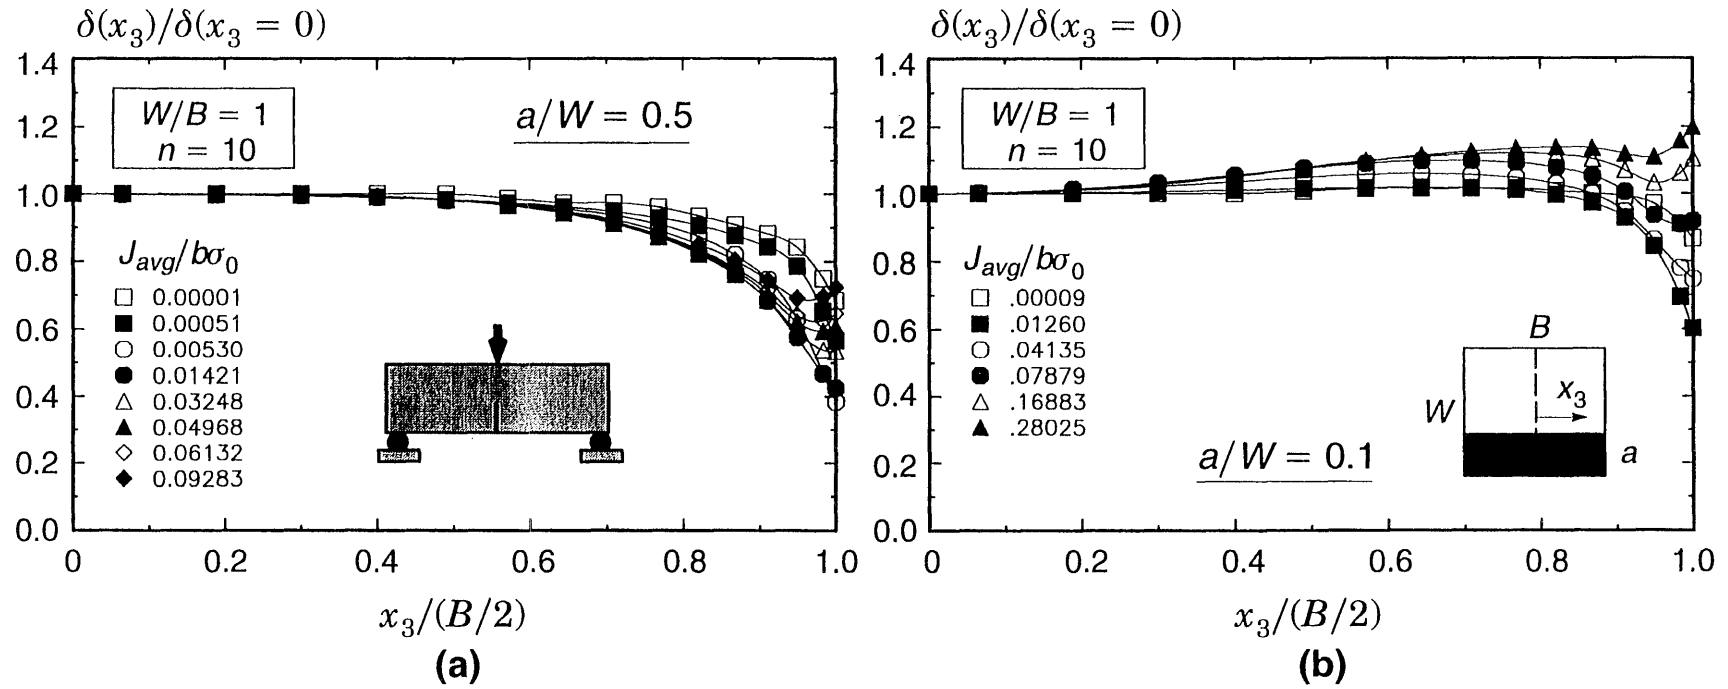 δ(x₃)/δ(x₃ = 0)
1.4
1.2
1.0
0.8
0.6
0.4
0.2
0.0
W/B = 1
n = 10
a/W = 0.5
J_avg/bσ₀
0.00001
0.00051
0.00530
0.01421
0.03248
0.04968
0.06132
0.09283
0 0.2 0.4 0.6 0.8 1.0
x₃/(B/2)
(a)
δ(x₃)/δ(x₃ = 0)
1.4
1.2
1.0
0.8
0.6
0.4
0.2
0.0
W/B = 1
n = 10
J_avg/bσ₀
.00009
.01260
.04135
.07879
.16883
.28025
B
x₃
W
a
a/W = 0.1
0 0.2 0.4 0.6 0.8 1.0
x₃/(B/2)
(b)